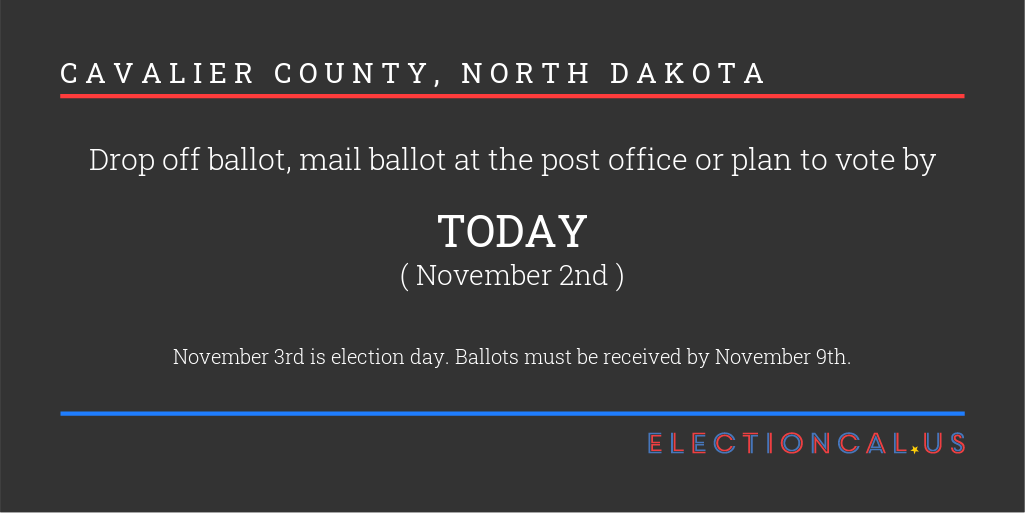 CAVALIER COUNTY, NORTH DAKOTA
Drop off ballot, mail ballot at the post office or plan to vote by
TODAY
( November 2nd )
November 3rd is election day. Ballots must be received by November 9th.
ELECTIONCAL★US